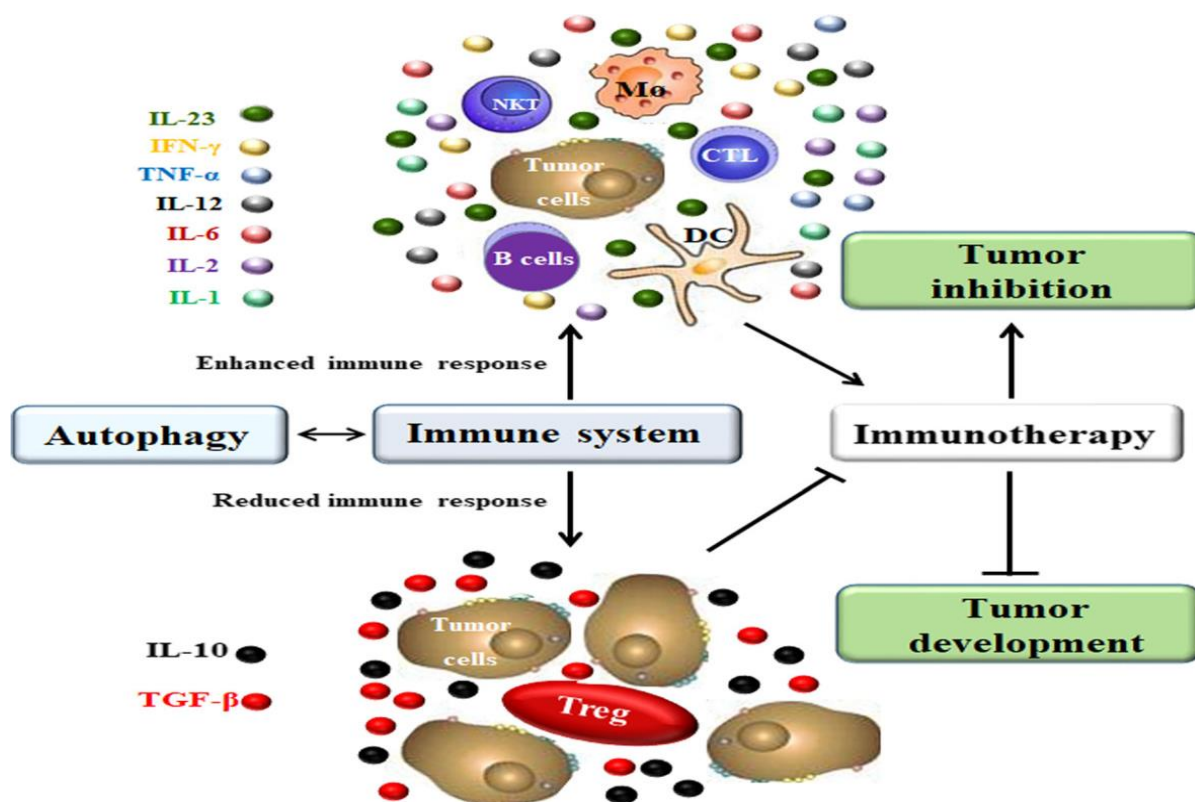 NKT
Mø
CTL
Tumor
cells
B cells
DC
IL-23
IFN-γ
TNF-α
IL-12
IL-6
IL-2
IL-1
Tumor
inhibition
Enhanced immune response
Autophagy
Immune system
Immunotherapy
Reduced immune response
Tumor
cells
Treg
IL-10
TGF-β
Tumor
development